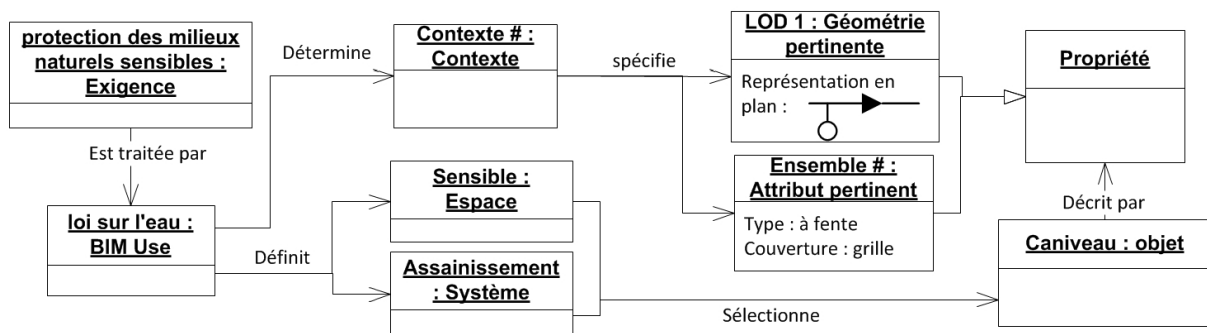 protection des milieux
naturels sensibles :
Exigence
Est traitée par
loi sur l'eau :
BIM Use
Détermine
Définit
Contexte # :
Contexte
Sensible :
Espace
Assainissement
: Système
spécifie
LOD 1 : Géométrie
pertinente
Représentation en
plan :
Ensemble # :
Attribut pertinent
Type : à fente
Couverture : grille
Sélectionne
Propriété
Décrit par
Caniveau : objet